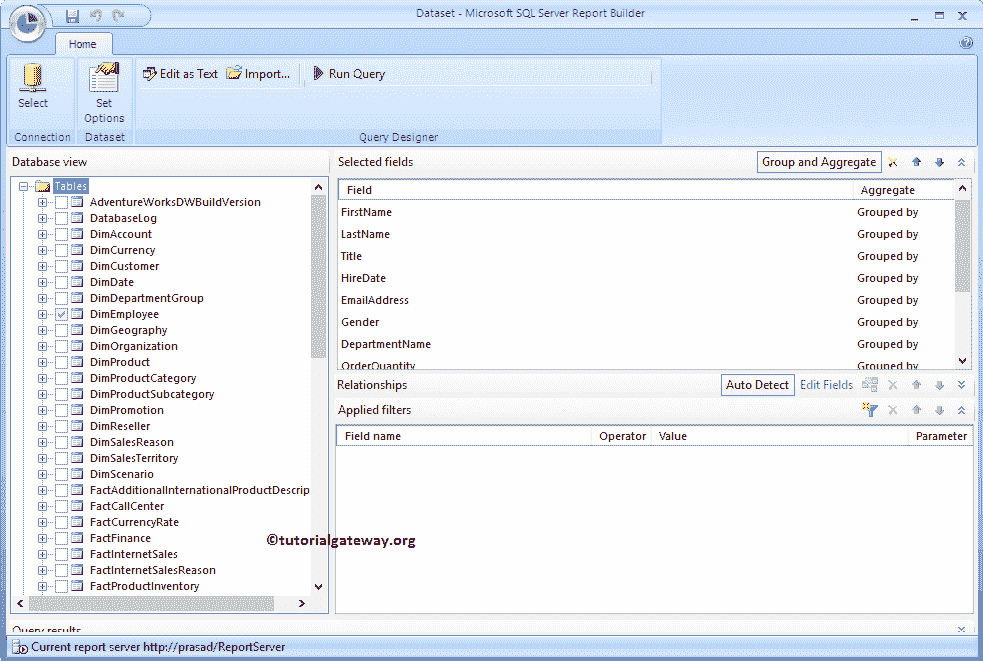 Dataset - Microsoft SQL Server Report Builder
Home
Edit as Text Import... Run Query
Select
Set
Options
Connection Dataset Query Designer
Database view
Selected fields Group and Aggregate
Tables
AdventureWorksDWBuildVersion
DatabaseLog
DimAccount
DimCurrency
DimCustomer
DimDate
DimDepartmentGroup
DimEmployee
DimGeography
DimOrganization
DimProduct
DimProductCategory
DimProductSubcategory
DimPromotion
DimReseller
DimSalesReason
DimSalesTerritory
DimScenario
FactAdditionalInternationalProductDescrip
FactCallCenter
FactCurrencyRate
FactFinance
FactInternetSales
FactInternetSalesReason
FactProductInventory
Field Aggregate
FirstName Grouped by
LastName Grouped by
Title Grouped by
HireDate Grouped by
EmailAddress Grouped by
Gender Grouped by
DepartmentName Grouped by
OrderQuantity Grouped by
Relationships Auto Detect Edit Fields
Applied filters
Field name Operator Value Parameter
©tutorialgateway.org
Query results
Current report server http://prasad/ReportServer